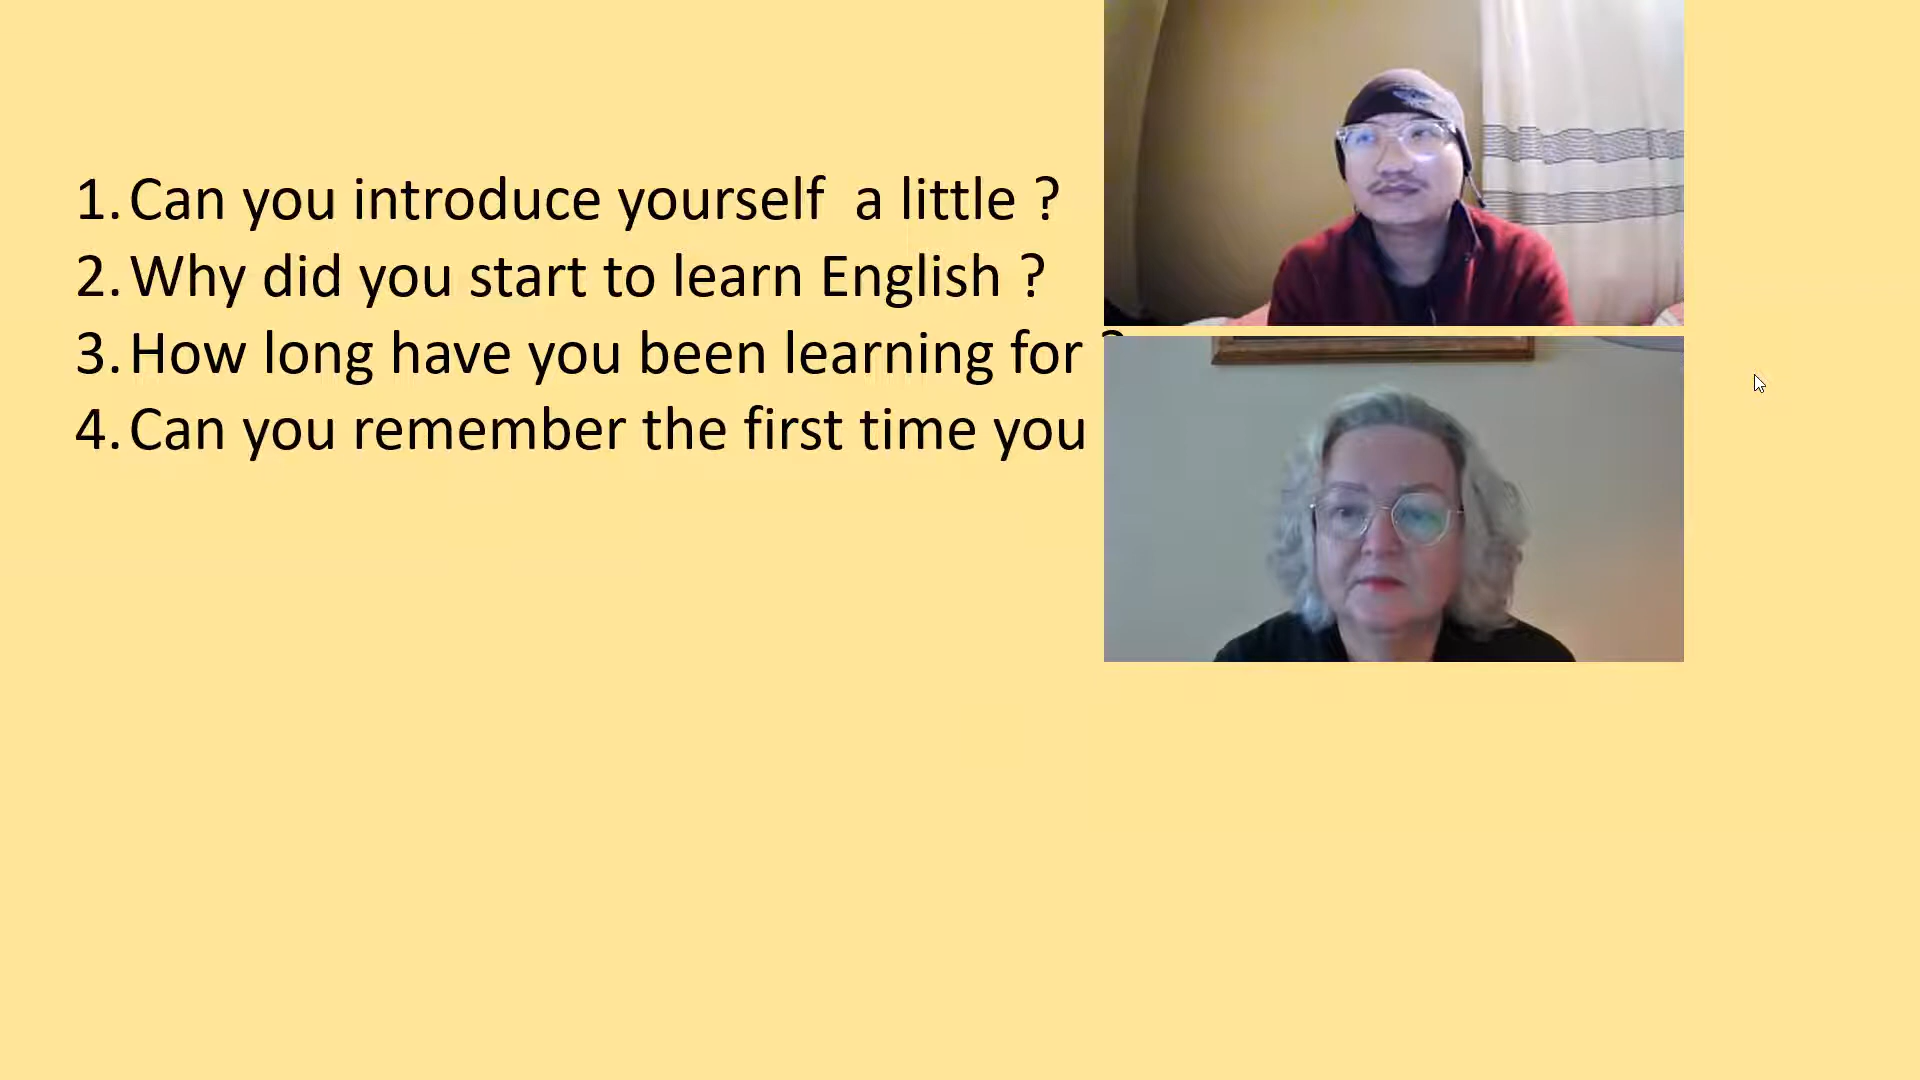 1. Can you introduce yourself  a little ?
2. Why did you start to learn English ?
3. How long have you been learning for ?
4. Can you remember the first time you